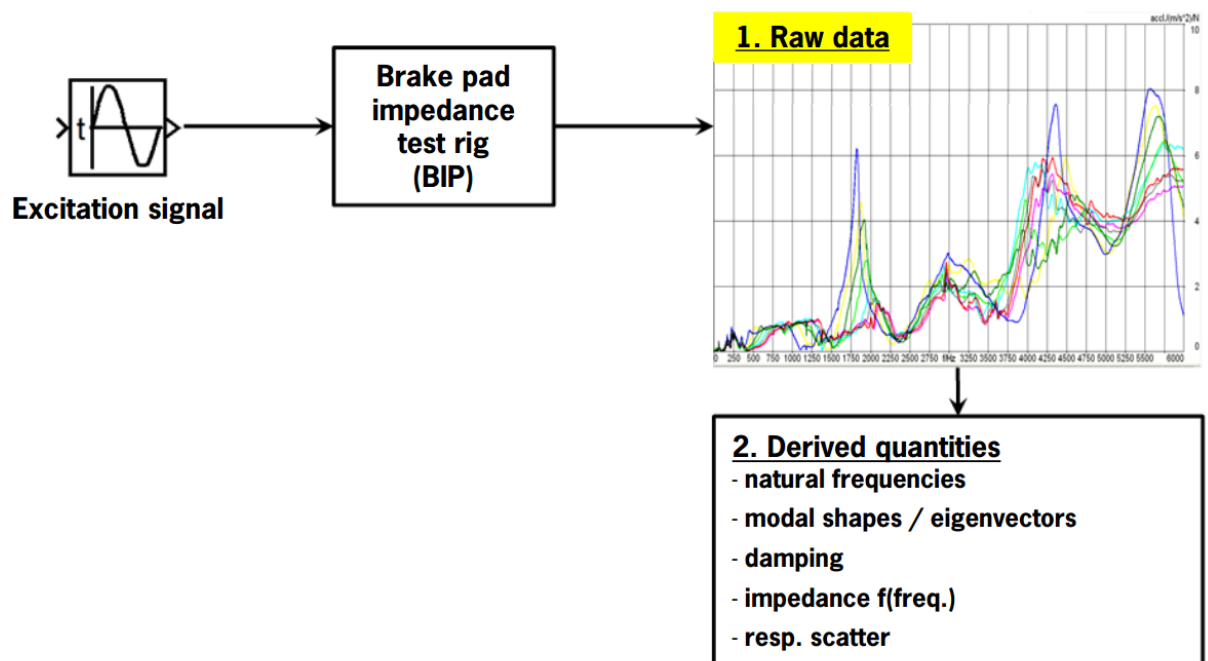 t
Excitation signal
Brake pad
impedance
test rig
(BIP)
1. Raw data
accl./(m/s^2)/N
10
8
6
4
2
0
0 250 500 750 1000 1250 1500 1750 2000 2250 2500 2750 f/Hz 3250 3500 3750 4000 4250 4500 4750 5000 5250 5500 6000
2. Derived quantities
- natural frequencies
- modal shapes / eigenvectors
- damping
- impedance f(freq.)
- resp. scatter